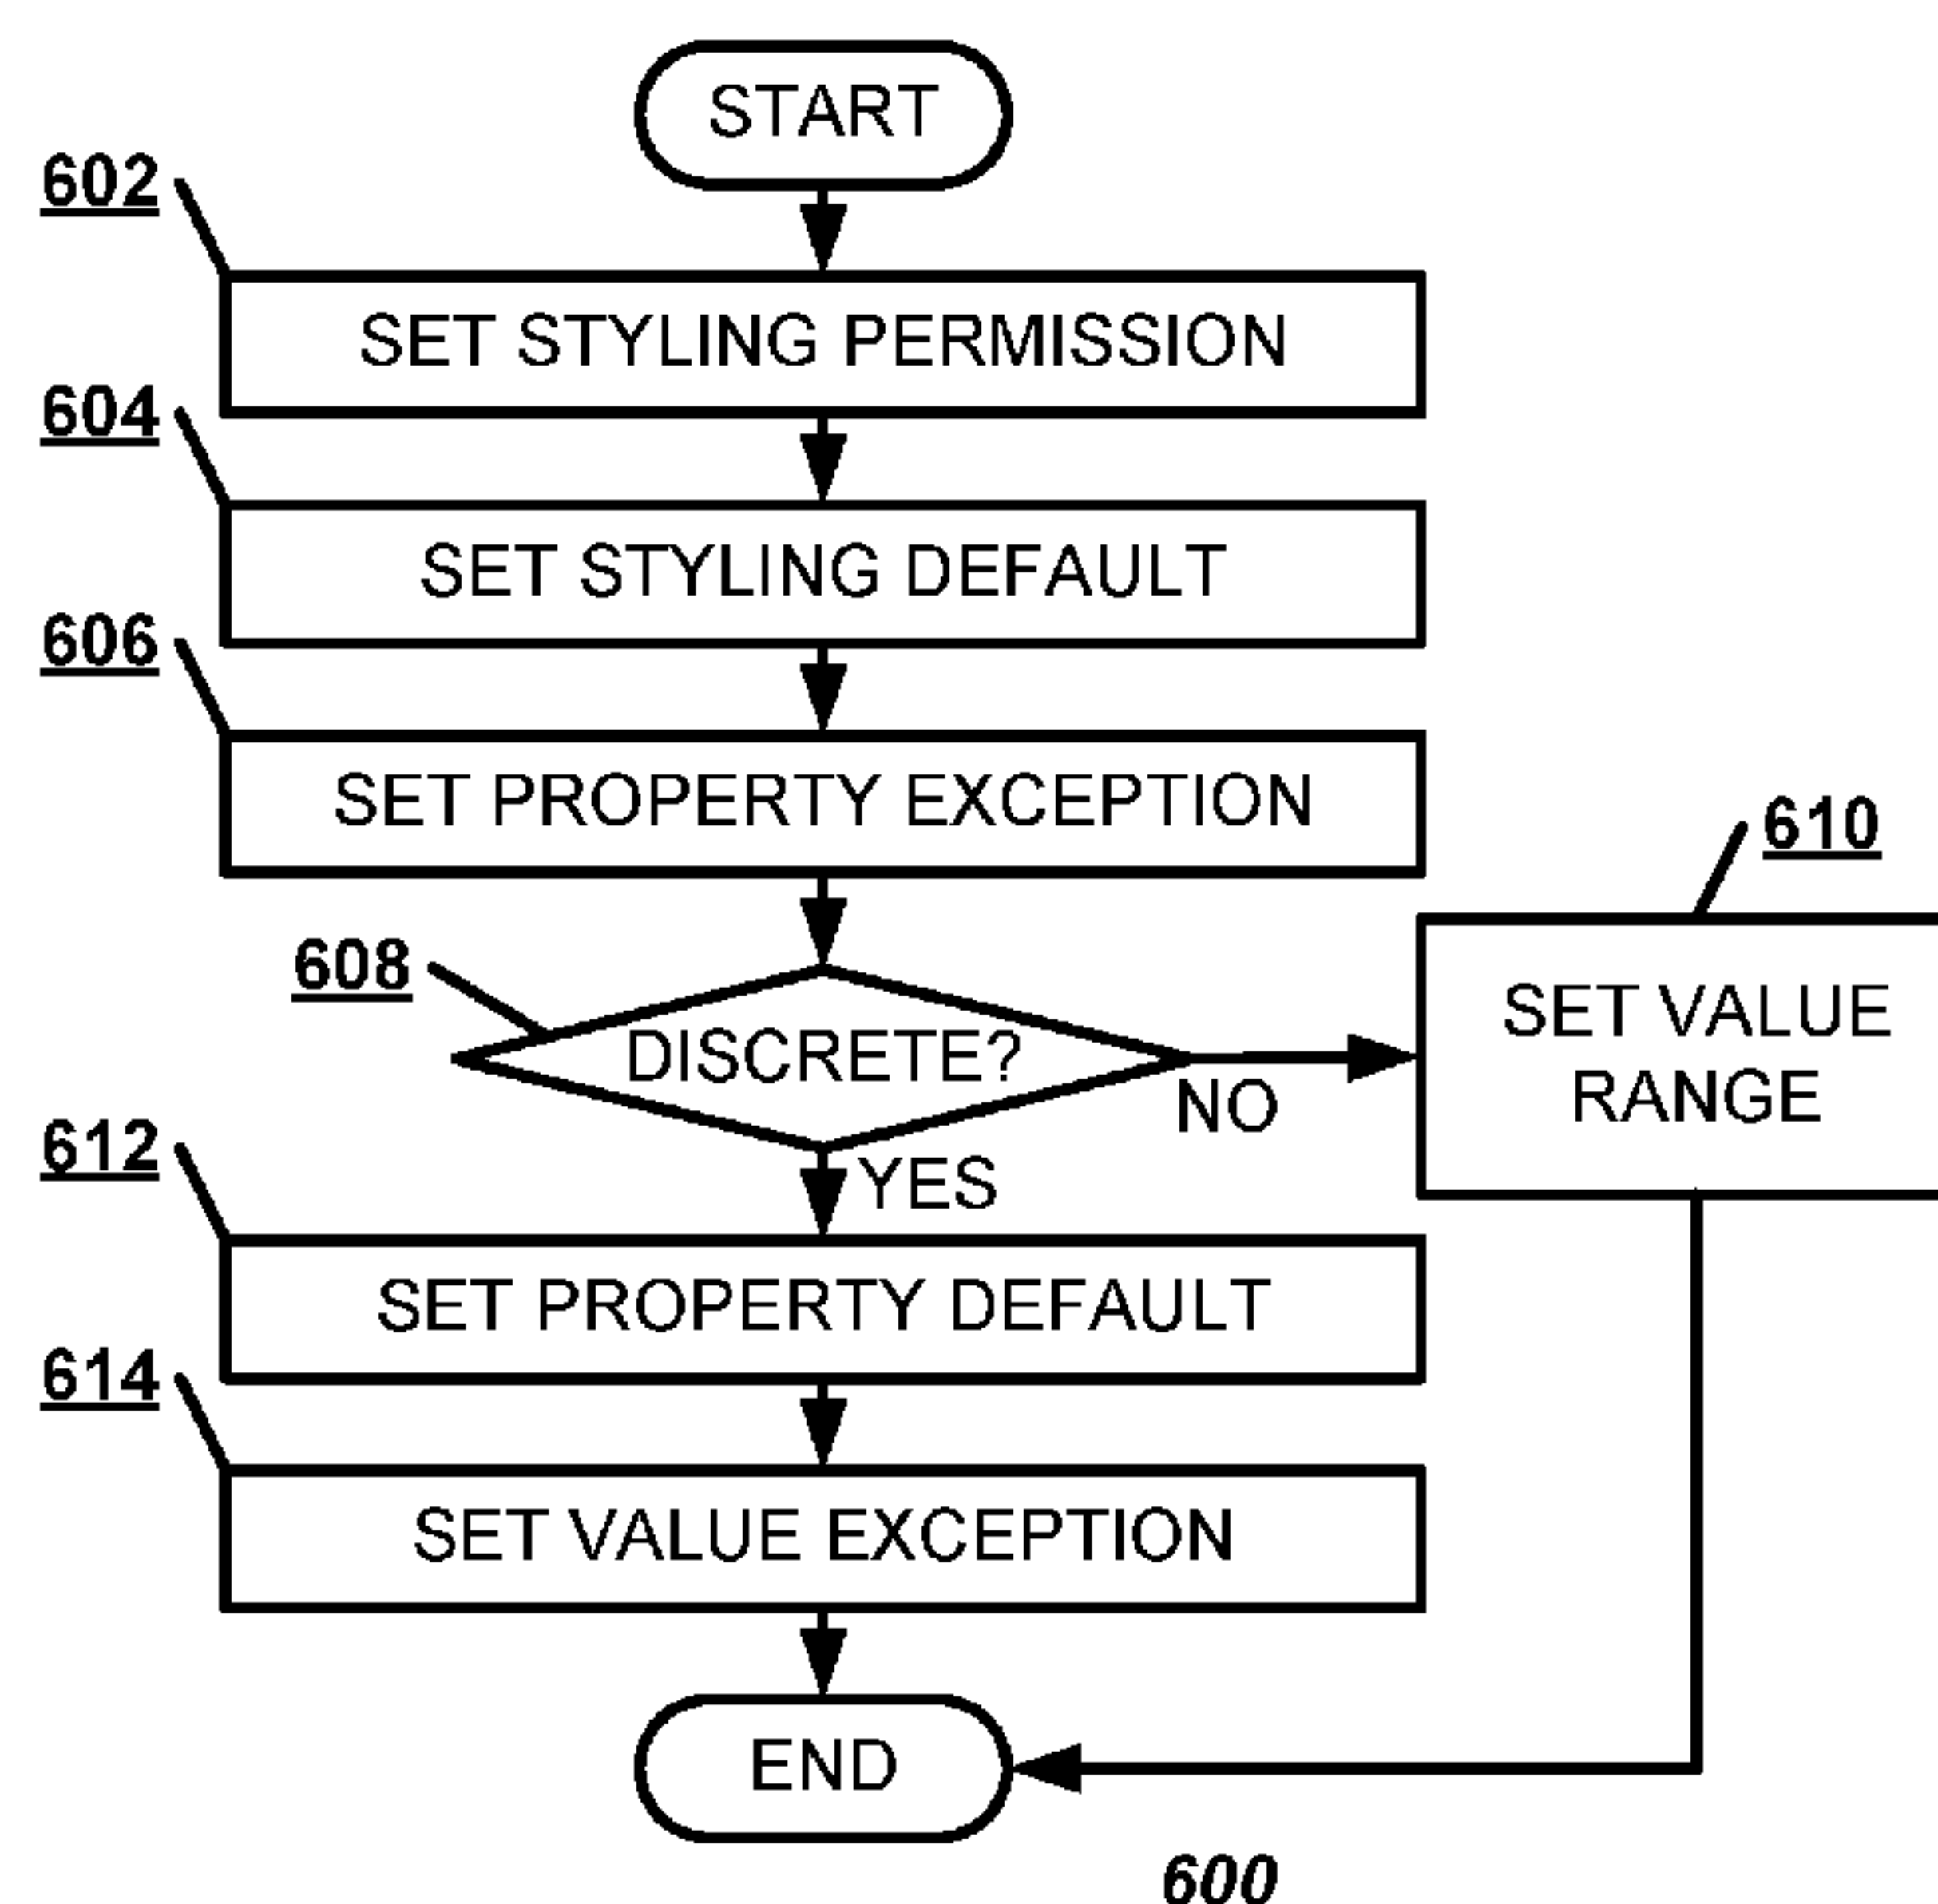 START
602
SET STYLING PERMISSION
604
SET STYLING DEFAULT
606
SET PROPERTY EXCEPTION
610
608
DISCRETE?
SET VALUE
RANGE
NO
612
YES
SET PROPERTY DEFAULT
614
SET VALUE EXCEPTION
END
600